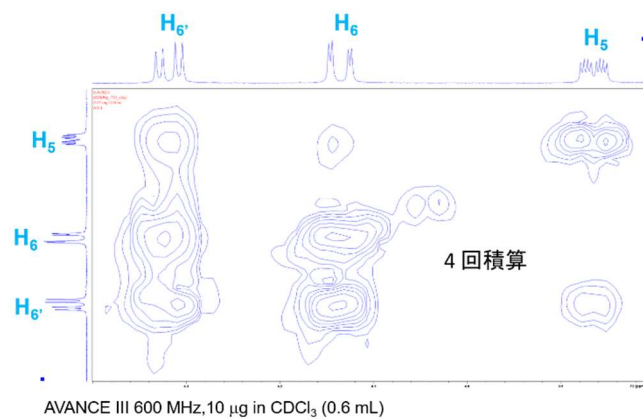 H6'
H6
H5
H5
H6
H6'
4 回積算
AVANCE III 600 MHz,10 μg in CDCl3 (0.6 mL)